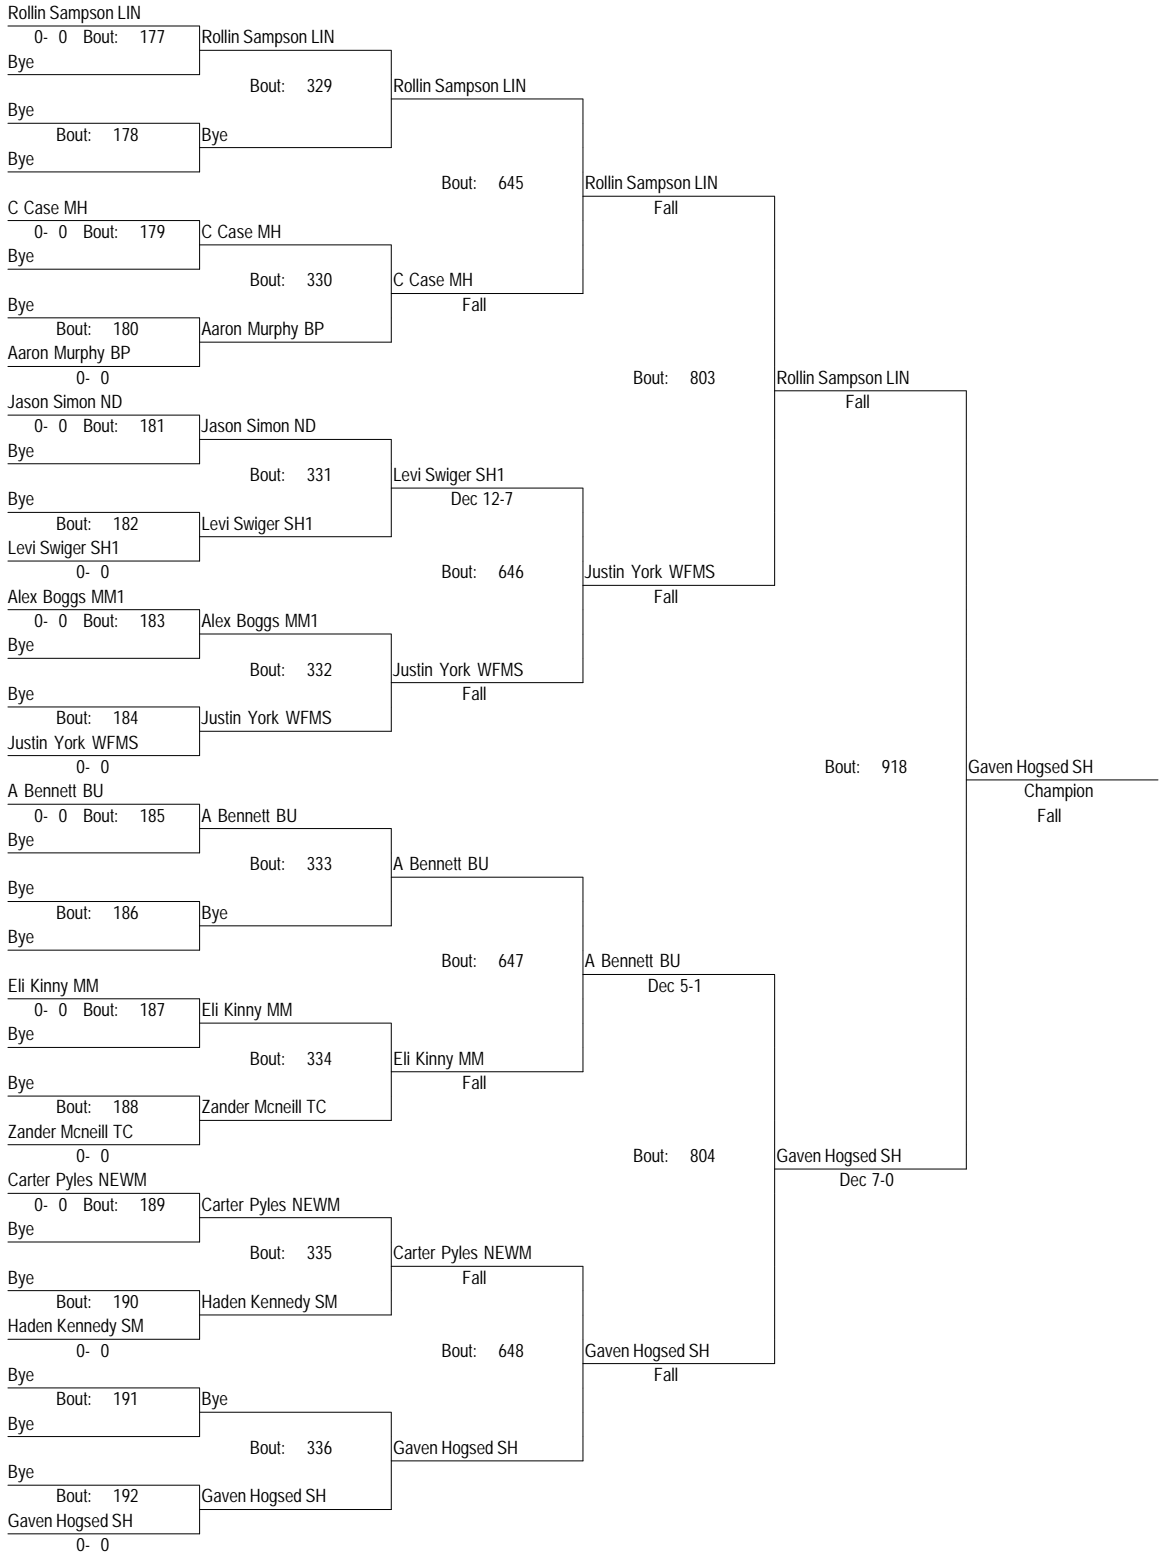 Rollin Sampson LIN
0- 0 Bout: 177 Rollin Sampson LIN
Bye
Bout: 329 Rollin Sampson LIN
Bye
Bout: 178 Bye
Bye
Bout: 645 Rollin Sampson LIN
Fall
C Case MH
0- 0 Bout: 179 C Case MH
Bye
Bout: 330 C Case MH
Bye Fall
Bout: 180 Aaron Murphy BP
Aaron Murphy BP
0- 0 Bout: 803 Rollin Sampson LIN
Jason Simon ND Fall
0- 0 Bout: 181 Jason Simon ND
Bye
Bout: 331 Levi Swiger SH1
Bye Dec 12-7
Bout: 182 Levi Swiger SH1
Levi Swiger SH1
0- 0 Bout: 646 Justin York WFMS
Alex Boggs MM1 Fall
0- 0 Bout: 183 Alex Boggs MM1
Bye
Bout: 332 Justin York WFMS
Bye Fall
Bout: 184 Justin York WFMS
Justin York WFMS
0- 0 Bout: 918 Gaven Hogsed SH
A Bennett BU Champion
0- 0 Bout: 185 A Bennett BU Fall
Bye
Bout: 333 A Bennett BU
Bye
Bout: 186 Bye
Bye
Bout: 647 A Bennett BU
Eli Kinny MM Dec 5-1
0- 0 Bout: 187 Eli Kinny MM
Bye
Bout: 334 Eli Kinny MM
Bye Fall
Bout: 188 Zander Mcneill TC
Zander Mcneill TC
0- 0 Bout: 804 Gaven Hogsed SH
Carter Pyles NEWM Dec 7-0
0- 0 Bout: 189 Carter Pyles NEWM
Bye
Bout: 335 Carter Pyles NEWM
Bye Fall
Bout: 190 Haden Kennedy SM
Haden Kennedy SM
0- 0 Bout: 648 Gaven Hogsed SH
Bye Fall
Bout: 191 Bye
Bye
Bout: 336 Gaven Hogsed SH
Bye
Bout: 192 Gaven Hogsed SH
Gaven Hogsed SH
0- 0